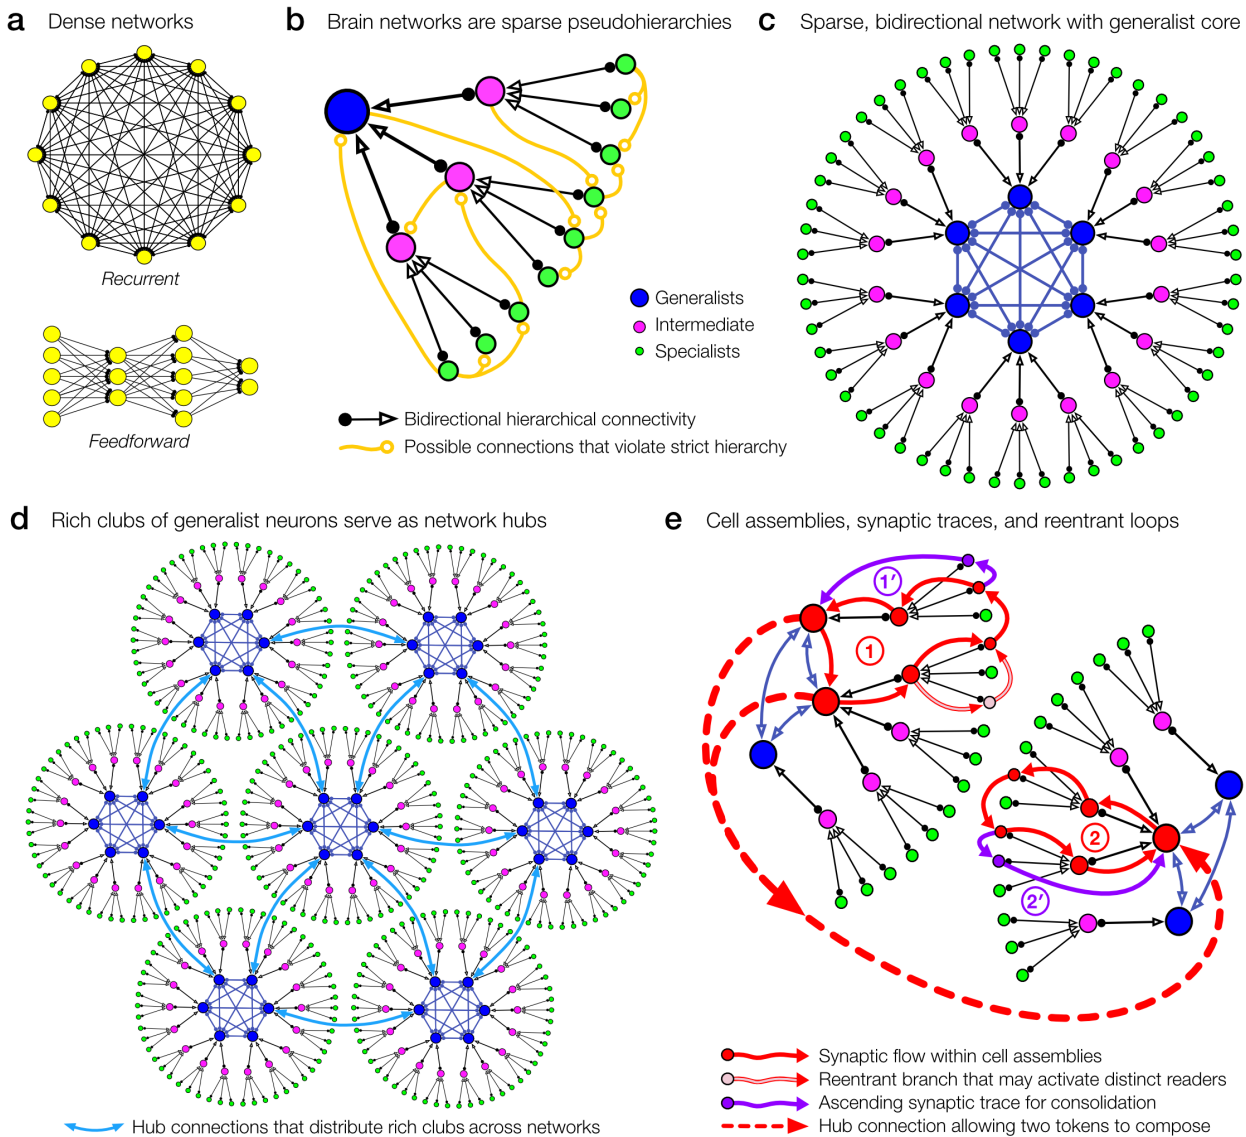 a Dense networks
Recurrent
Feedforward
b Brain networks are sparse pseudohierarchies
Generalists
Intermediate
Specialists
Bidirectional hierarchical connectivity
Possible connections that violate strict hierarchy
c Sparse, bidirectional network with generalist core
d Rich clubs of generalist neurons serve as network hubs
Hub connections that distribute rich clubs across networks
e Cell assemblies, synaptic traces, and reentrant loops
1′
1
2
2′
Synaptic flow within cell assemblies
Reentrant branch that may activate distinct readers
Ascending synaptic trace for consolidation
Hub connection allowing two tokens to compose